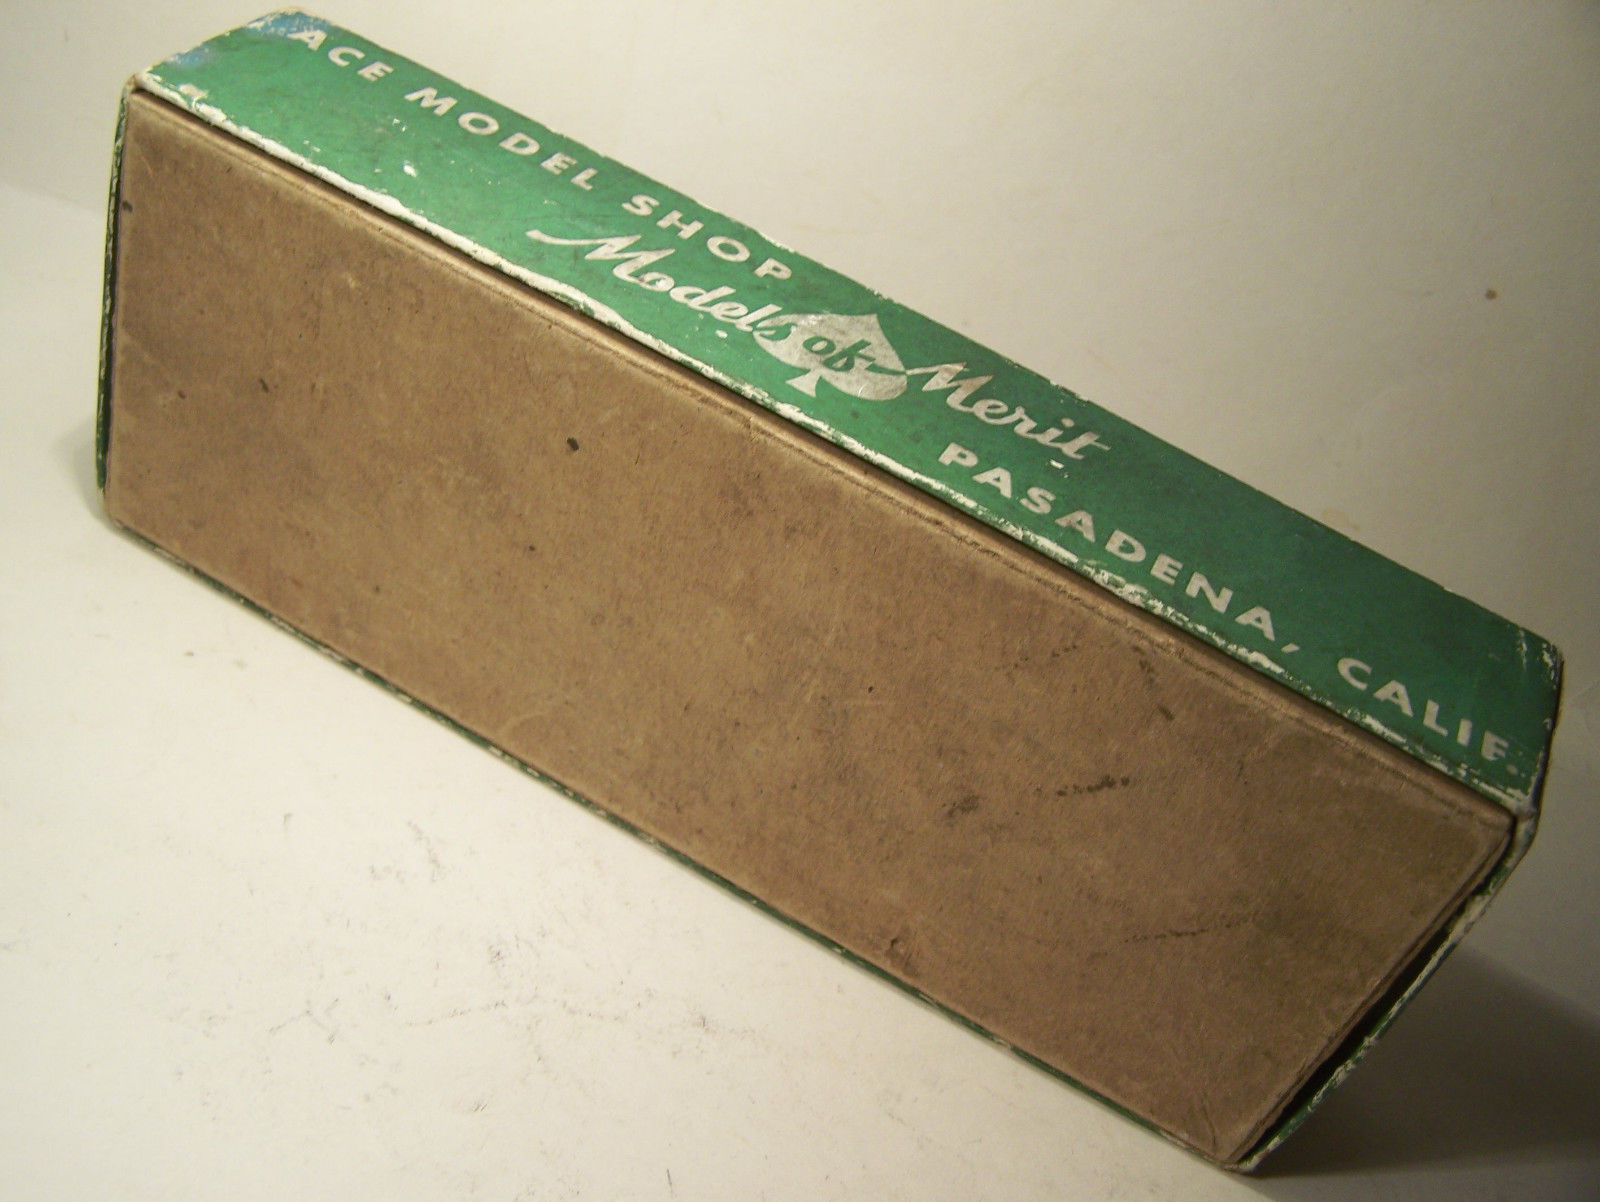 ACE MODEL SHOP
Models of Merit
PASADENA, CALIF.